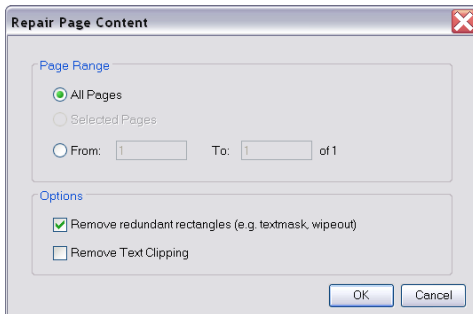 Repair Page Content
Page Range
All Pages
Selected Pages
From: 1 To: 1 of 1
Options
Remove redundant rectangles (e.g. textmask, wipeout)
Remove Text Clipping
OK Cancel